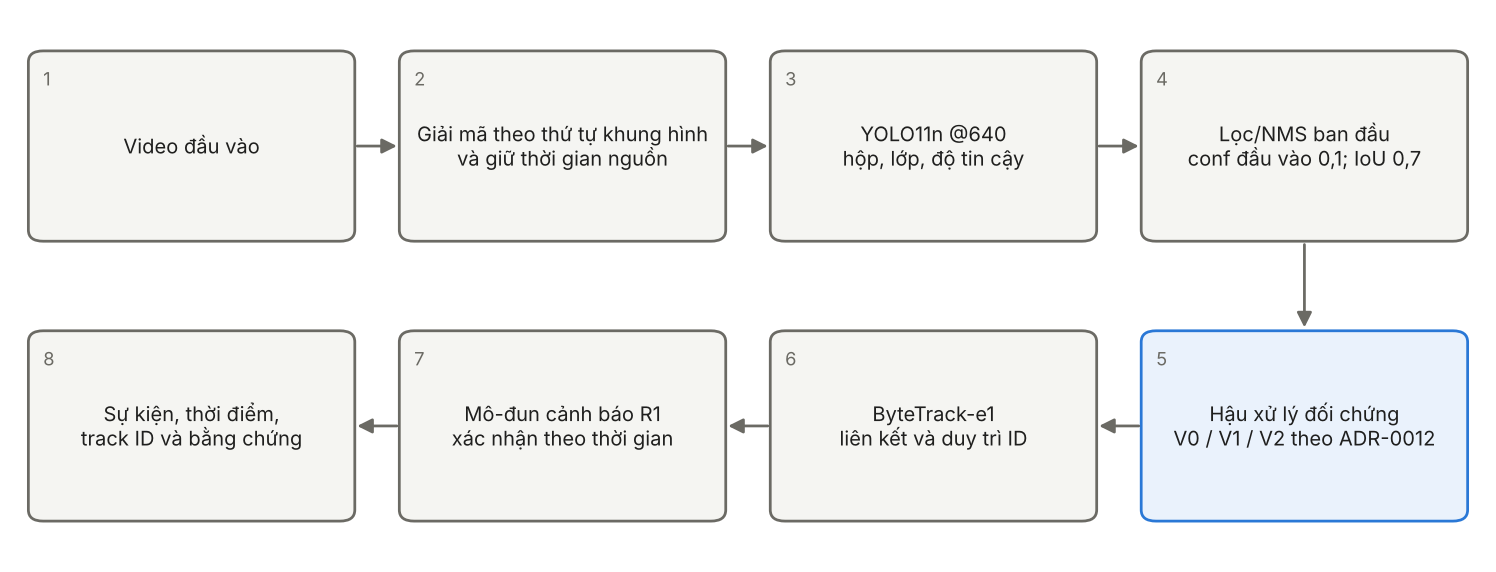 1
Video đầu vào
2
Giải mã theo thứ tự khung hình
và giữ thời gian nguồn
3
YOLO11n @640
hộp, lớp, độ tin cậy
4
Lọc/NMS ban đầu
conf đầu vào 0,1; IoU 0,7
5
Hậu xử lý đối chứng
V0 / V1 / V2 theo ADR-0012
6
ByteTrack-e1
liên kết và duy trì ID
7
Mô-đun cảnh báo R1
xác nhận theo thời gian
8
Sự kiện, thời điểm,
track ID và bằng chứng